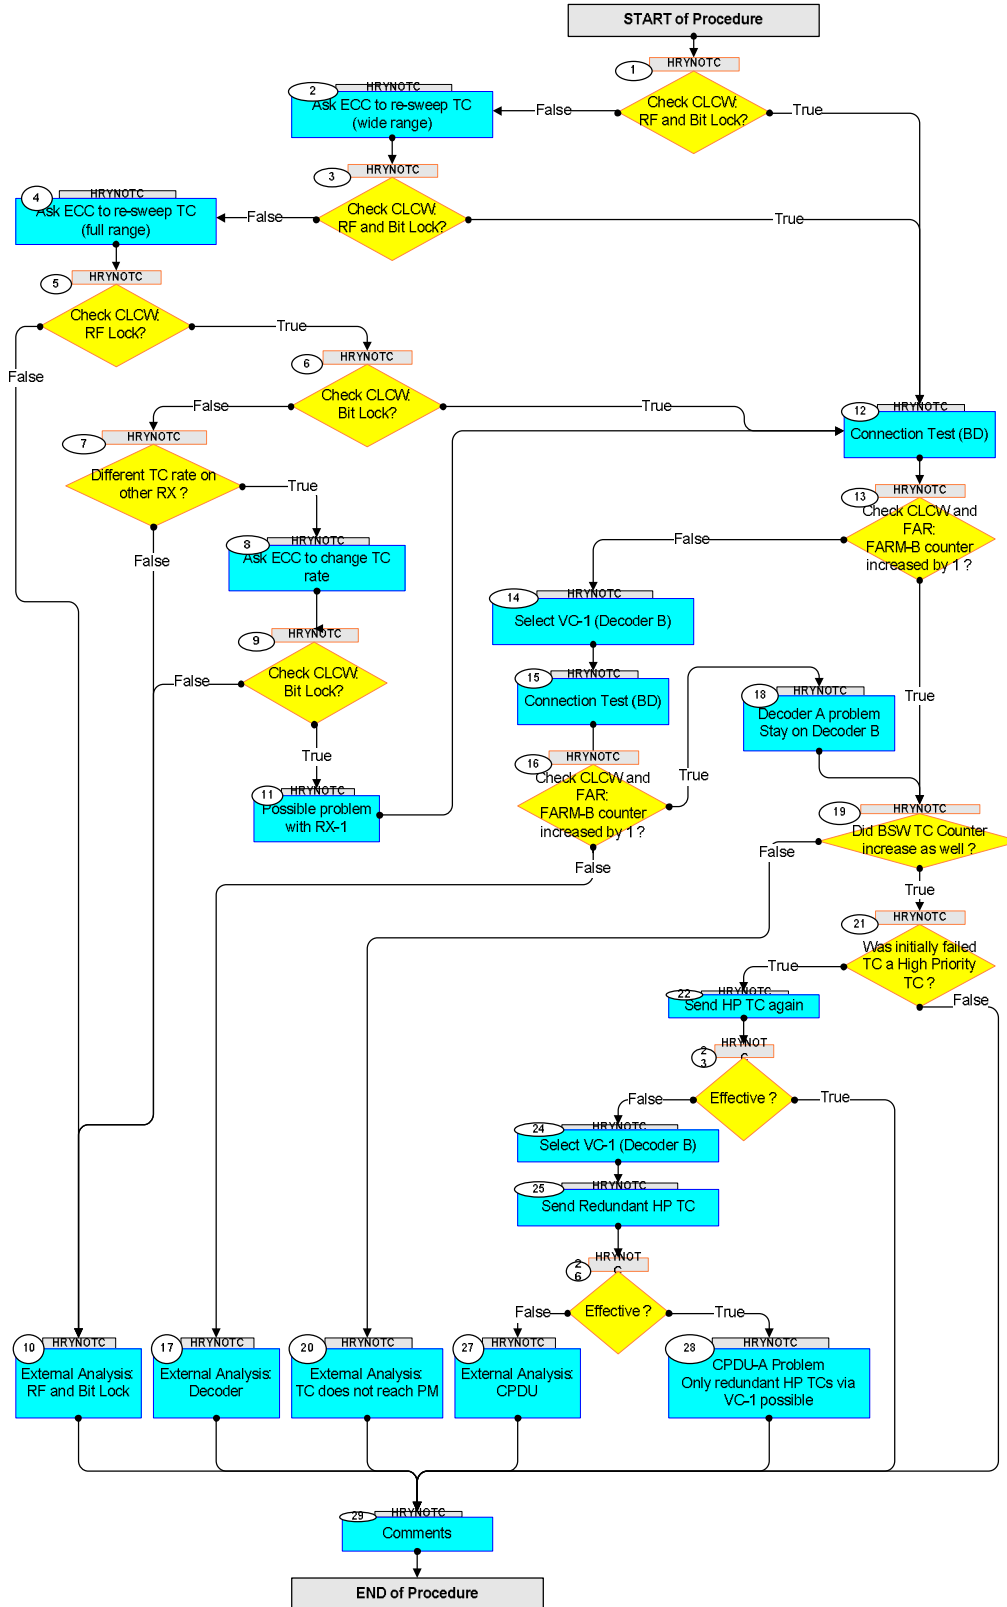 START of Procedure
HRYNOTC
1
Check CLCW:
RF and Bit Lock?
False
True
HRYNOTC
2
Ask ECC to re-sweep TC
(wide range)
HRYNOTC
3
Check CLCW:
RF and Bit Lock?
False
True
HRYNOTC
4
Ask ECC to re-sweep TC
(full range)
HRYNOTC
5
Check CLCW:
RF Lock?
True
False
HRYNOTC
6
Check CLCW:
Bit Lock?
False
True
HRYNOTC
7
Different TC rate on
other RX ?
True
False
HRYNOTC
8
Ask ECC to change TC
rate
HRYNOTC
9
Check CLCW:
Bit Lock?
False
True
HRYNOTC
11
Possible problem
with RX-1
HRYNOTC
12
Connection Test (BD)
HRYNOTC
13
Check CLCW and
FAR:
FARM-B counter
increased by 1 ?
False
True
HRYNOTC
14
Select VC-1 (Decoder B)
HRYNOTC
15
Connection Test (BD)
HRYNOTC
16
Check CLCW and
FAR:
FARM-B counter
increased by 1 ?
True
False
HRYNOTC
18
Decoder A problem
Stay on Decoder B
HRYNOTC
19
Did BSW TC Counter
increase as well ?
False
True
HRYNOTC
21
Was initially failed
TC a High Priority
TC ?
True
False
HRYNOTC
22
Send HP TC again
HRYNOT
C
2
3
Effective ?
False
True
HRYNOTC
24
Select VC-1 (Decoder B)
HRYNOTC
25
Send Redundant HP TC
HRYNOT
C
2
6
Effective ?
False
True
HRYNOTC
10
External Analysis:
RF and Bit Lock
HRYNOTC
17
External Analysis:
Decoder
HRYNOTC
20
External Analysis:
TC does not reach PM
HRYNOTC
27
External Analysis:
CPDU
HRYNOTC
28
CPDU-A Problem
Only redundant HP TCs via
VC-1 possible
HRYNOTC
29
Comments
END of Procedure